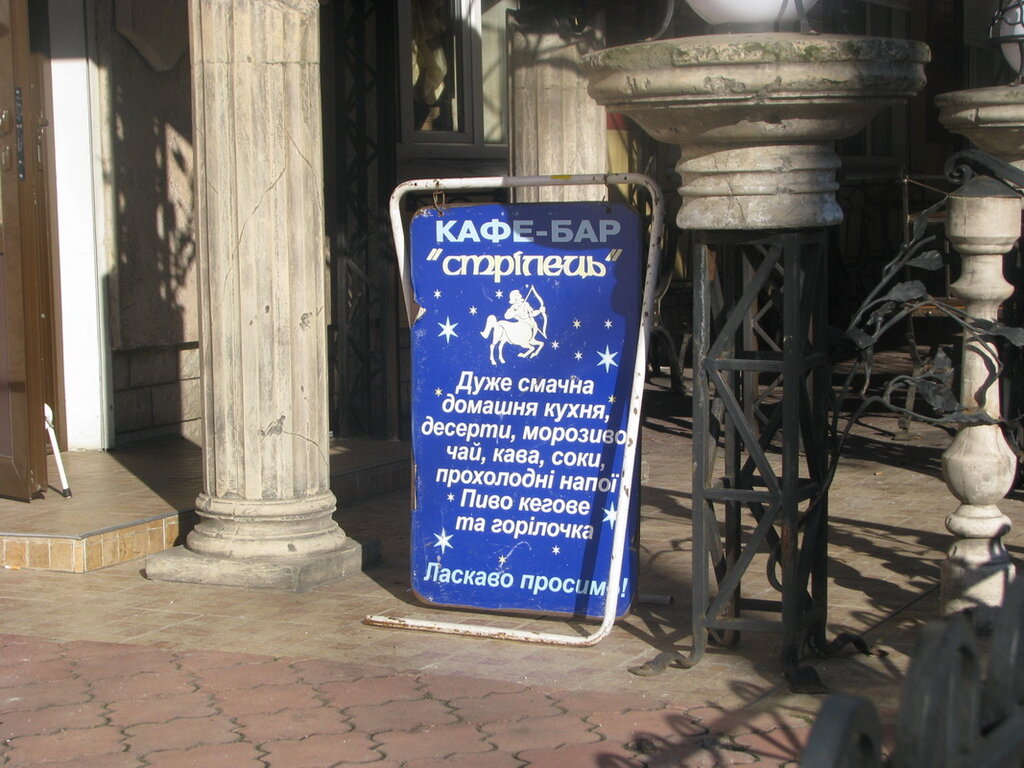 КАФЕ-БАР
"стрілець"
Дуже смачна
домашня кухня,
десерти, морозиво,
чай, кава, соки,
прохолодні напої
Пиво кегове
та горілочка
Ласкаво просимо!